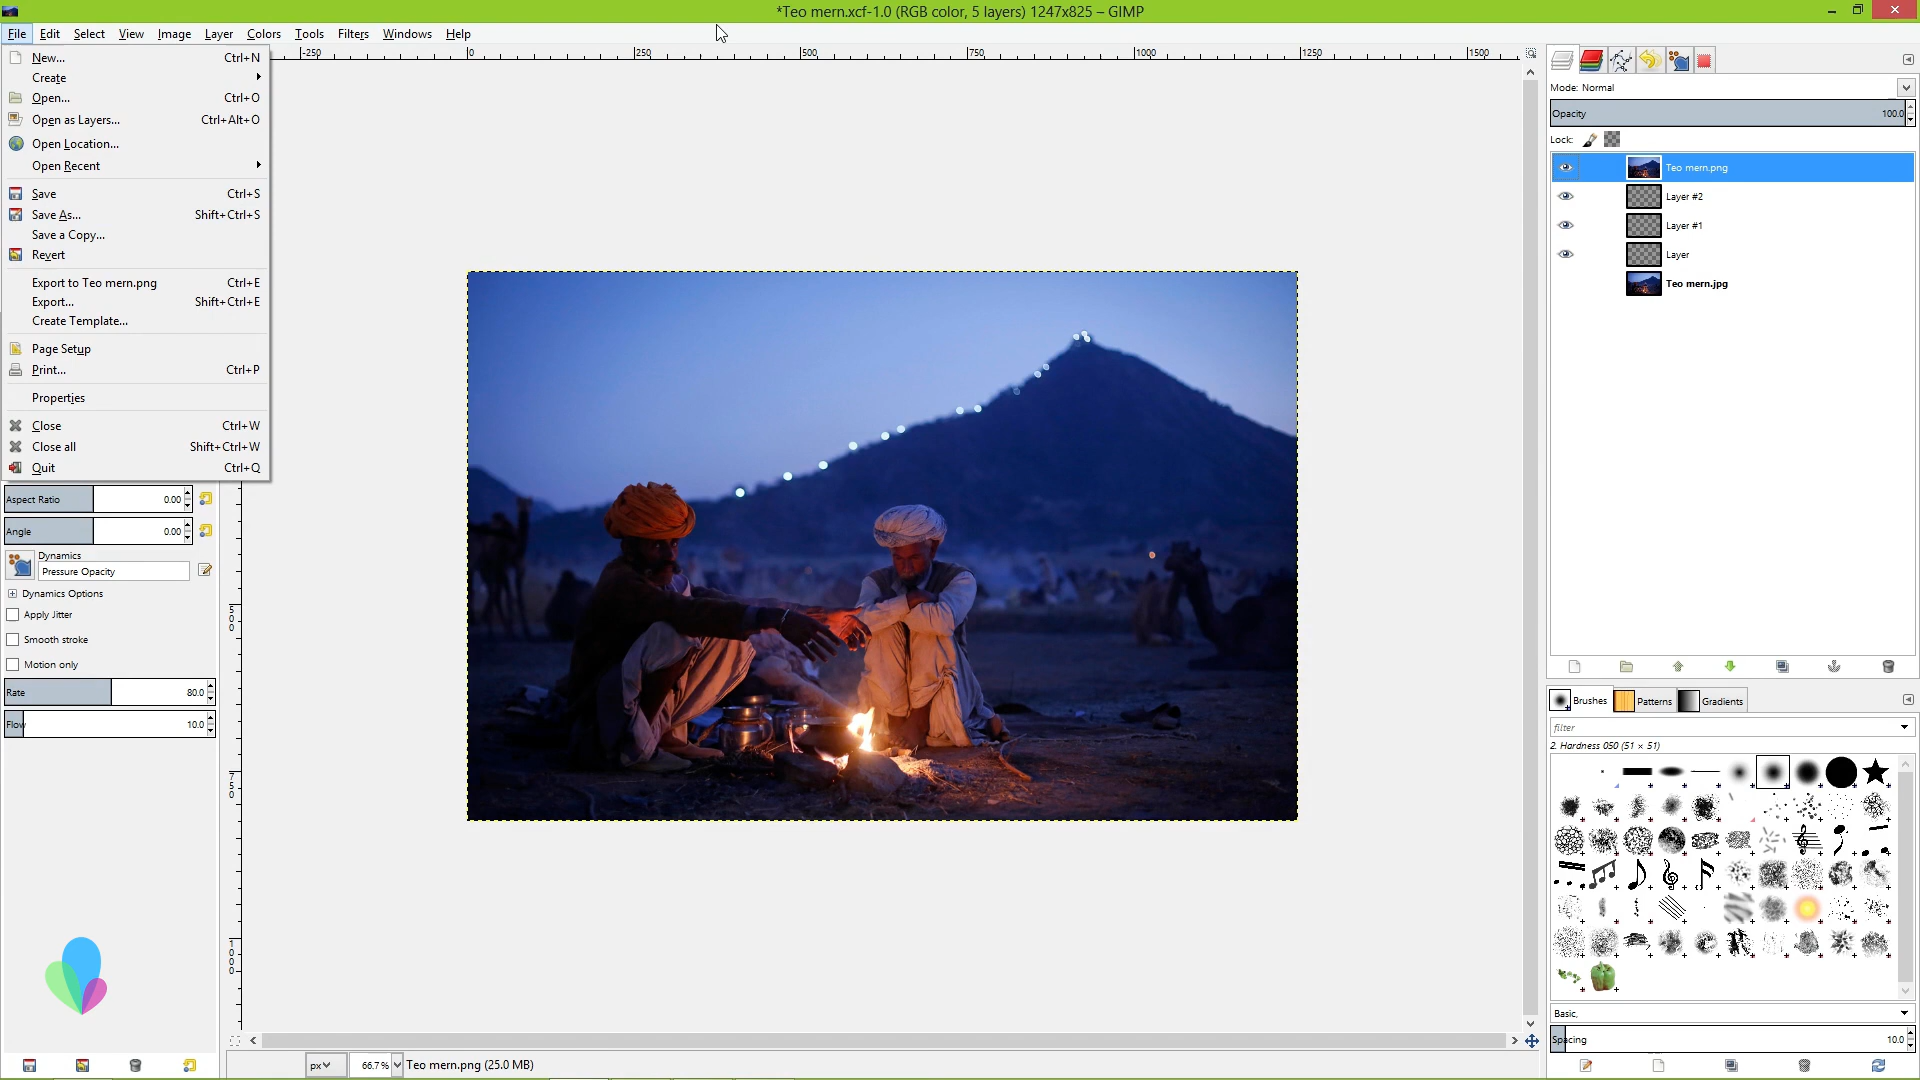 *Teo mern.xcf-1.0 (RGB color, 5 layers) 1247x825 – GIMP
File Edit Select View Image Layer Colors Tools Filters Windows Help
New... Ctrl+N
Create
Open... Ctrl+O
Open as Layers... Ctrl+Alt+O
Open Location...
Open Recent
Save Ctrl+S
Save As... Shift+Ctrl+S
Save a Copy...
Revert
Export to Teo mern.png Ctrl+E
Export... Shift+Ctrl+E
Create Template...
Page Setup
Print... Ctrl+P
Properties
Close Ctrl+W
Close all Shift+Ctrl+W
Quit Ctrl+Q
Aspect Ratio 0.00
Angle 0.00
Dynamics
Pressure Opacity
Dynamics Options
Apply Jitter
Smooth stroke
Motion only
Rate 80.0
Flow 10.0
-250 0 250 500 750 1000 1250 1500
500
750
1000
px 66.7% Teo mern.png (25.0 MB)
Mode: Normal
Opacity 100.0
Lock:
Teo mern.png
Layer #2
Layer #1
Layer
Teo mern.jpg
Brushes Patterns Gradients
filter
2. Hardness 050 (51 × 51)
Basic,
Spacing 10.0